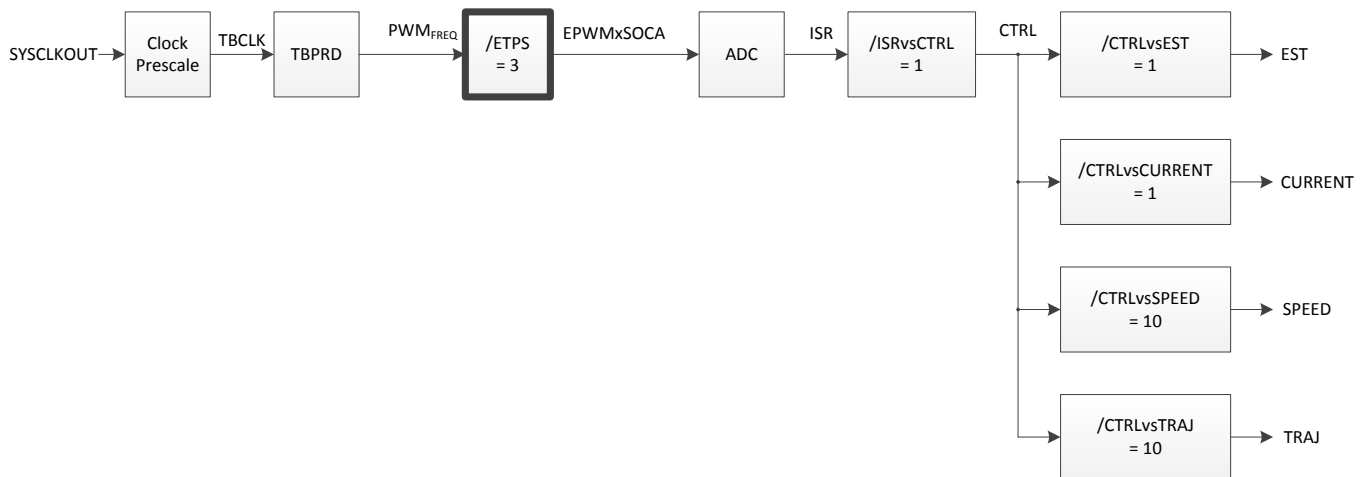 SYSCLKOUT
Clock
Prescale
TBCLK
TBPRD
PWMFREQ
/ETPS
= 3
EPWMxSOCA
ADC
ISR
/ISRvsCTRL
= 1
CTRL
/CTRLvsEST
= 1
EST
/CTRLvsCURRENT
= 1
CURRENT
/CTRLvsSPEED
= 10
SPEED
/CTRLvsTRAJ
= 10
TRAJ